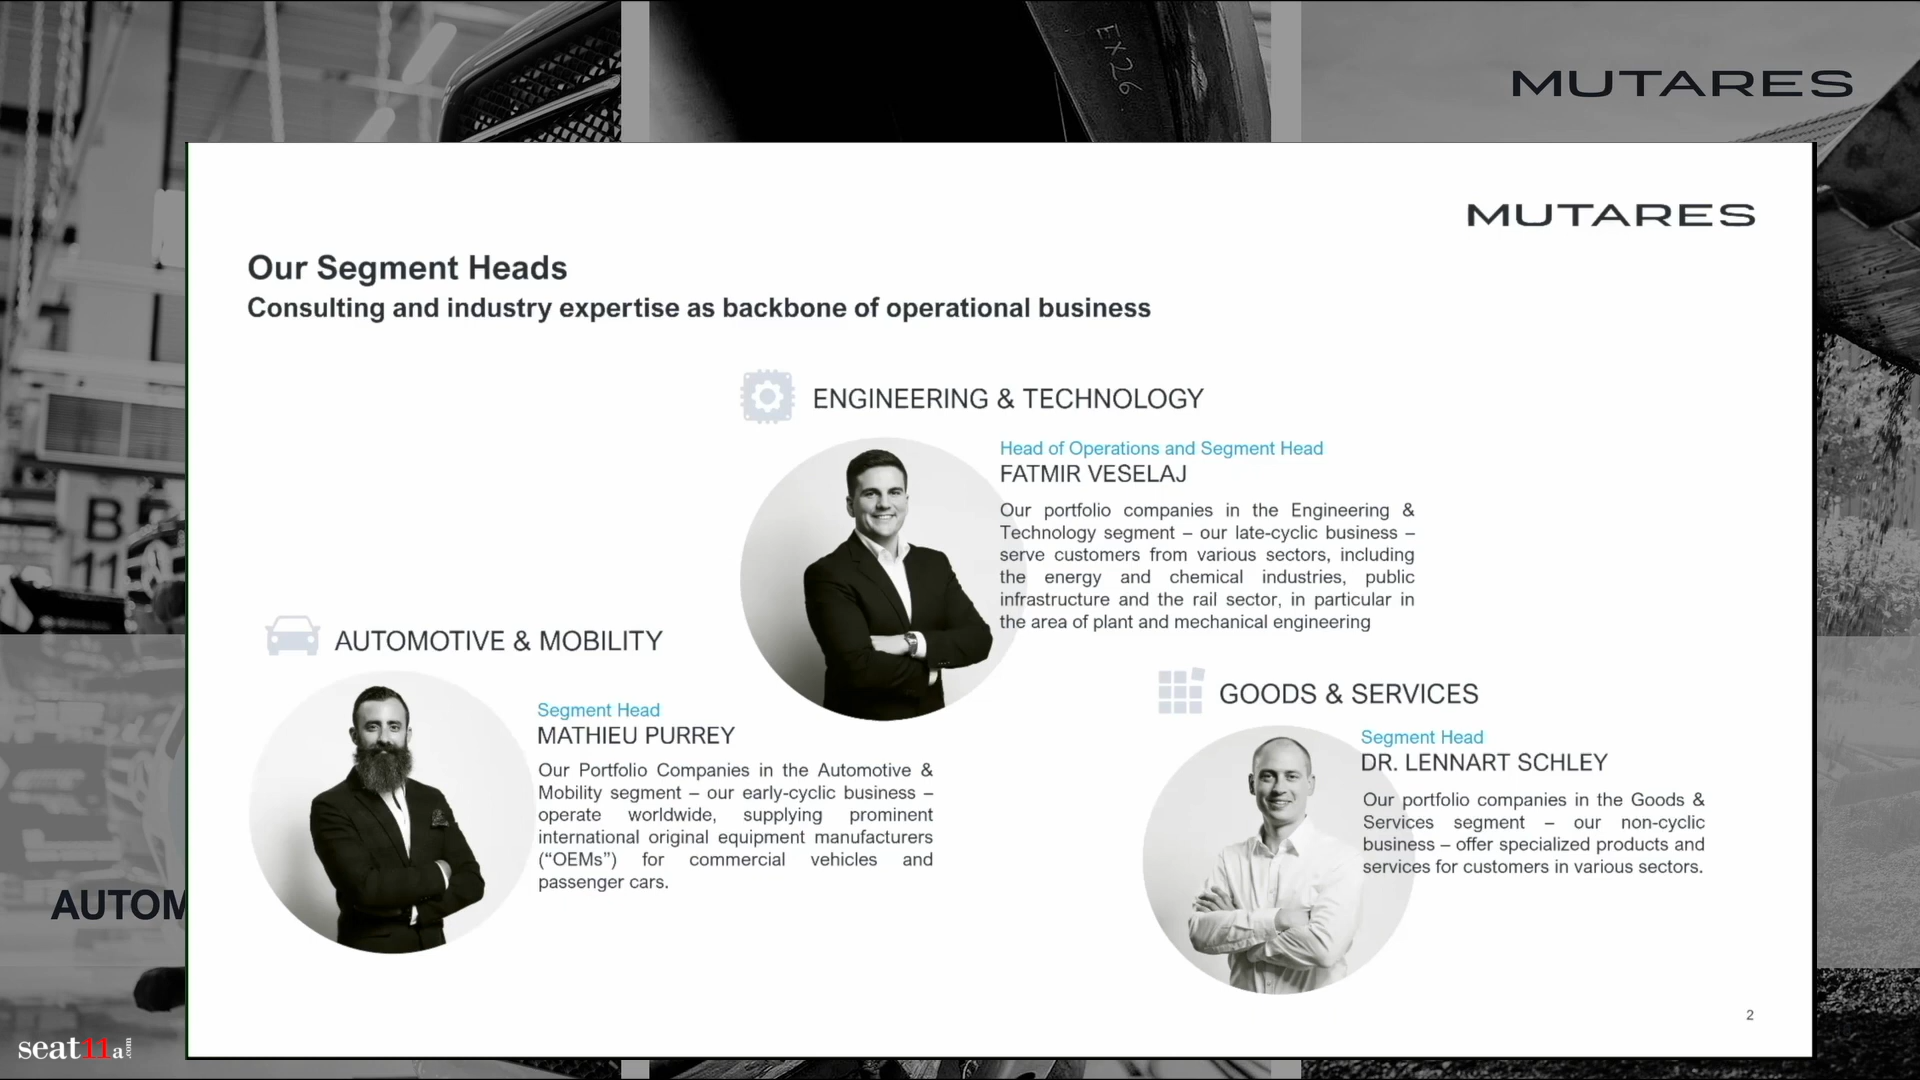 EX26
MUTARES
MUTARES
Our Segment Heads
Consulting and industry expertise as backbone of operational business
ENGINEERING & TECHNOLOGY
Head of Operations and Segment Head
FATMIR VESELAJ
Our portfolio companies in the Engineering &
Technology segment – our late-cyclic business –
serve customers from various sectors, including
the energy and chemical industries, public
infrastructure and the rail sector, in particular in
the area of plant and mechanical engineering
AUTOMOTIVE & MOBILITY
Segment Head
MATHIEU PURREY
Our Portfolio Companies in the Automotive &
Mobility segment – our early-cyclic business –
operate worldwide, supplying prominent
international original equipment manufacturers
(“OEMs”) for commercial vehicles and
passenger cars.
GOODS & SERVICES
Segment Head
DR. LENNART SCHLEY
Our portfolio companies in the Goods &
Services segment – our non-cyclic
business – offer specialized products and
services for customers in various sectors.
AUTOM
2
seat11a.com